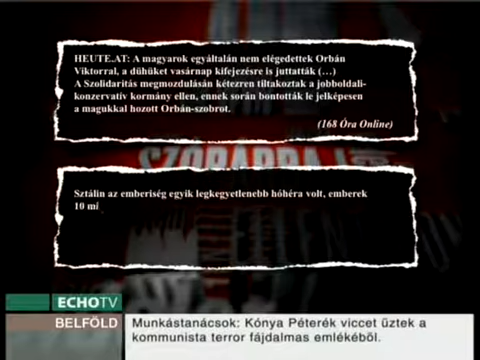 HEUTE.AT: A magyarok egyáltalán nem elégedettek Orbán
Viktorral, a dühüket vasárnap kifejezésre is juttatták (...)
A Szolidaritás megmozdulásán kétezren tiltakoztak a jobboldali-
konzervatív kormány ellen, ennek során bontották le jelképesen
a magukkal hozott Orbán-szobrot.
(168 Óra Online)
Sztálin az emberiség egyik legkegyetlenebb hóhéra volt, emberek
10 mi
ECHOTV
BELFÖLD
Munkástanácsok: Kónya Péterék viccet űztek a
kommunista terror fájdalmas emlékéből.